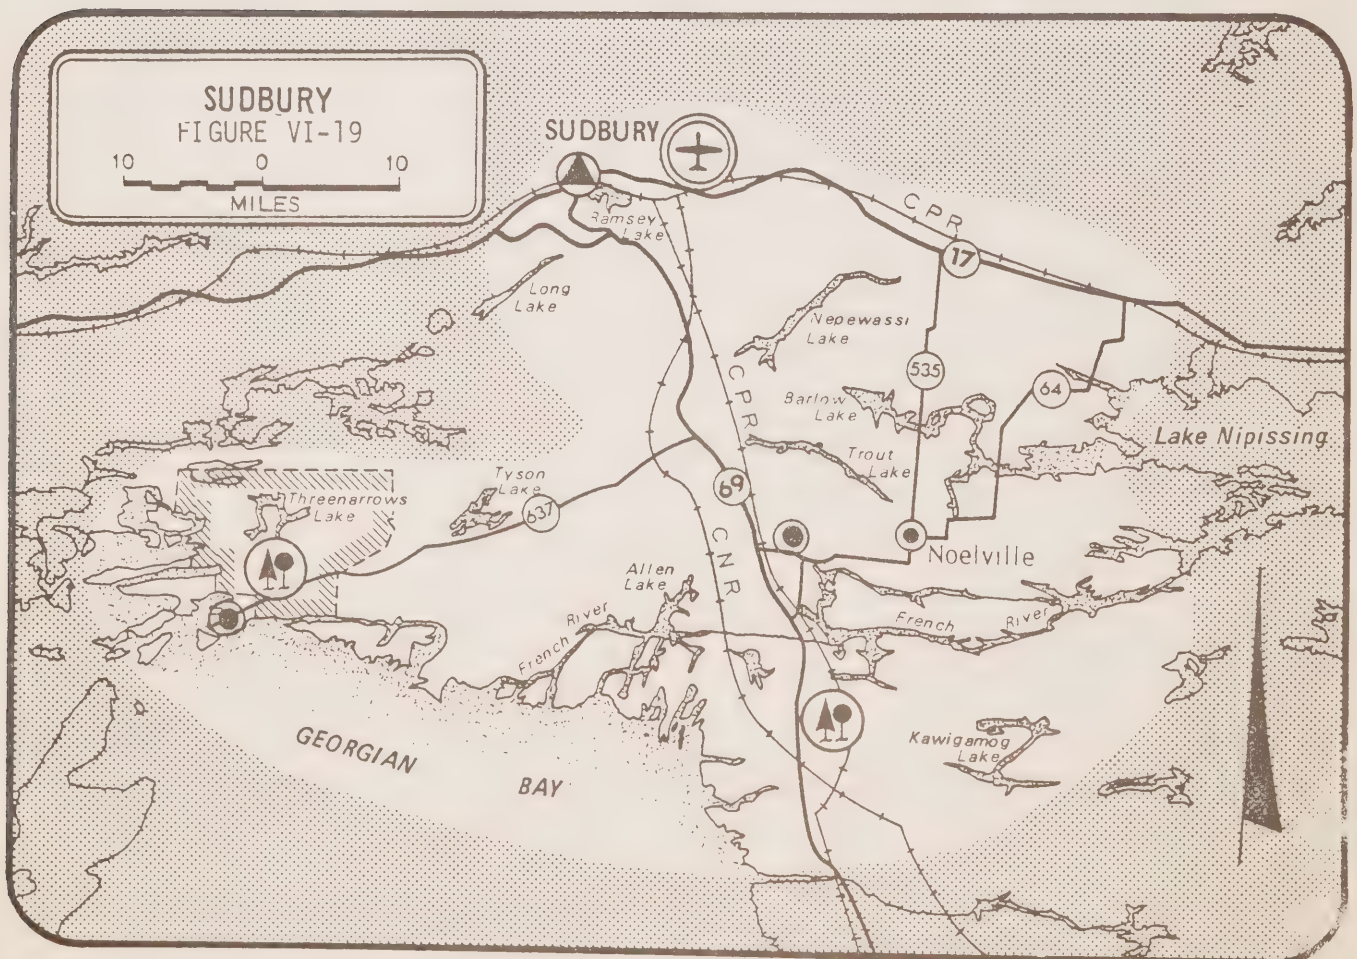 SUDBURY
FIGURE VI-19
10 0 10
MILES
SUDBURY
Ramsey
Lake
CPR
17
Long
Lake
Nepewassi
Lake
535
64
CPR
Barlow
Lake
Lake Nipissing
Trout
Lake
Tyson
Lake
Threenarrows
Lake
637
69
CNR
Noelville
Allen
Lake
French River
French River
GEORGIAN
BAY
Kawigamog
Lake